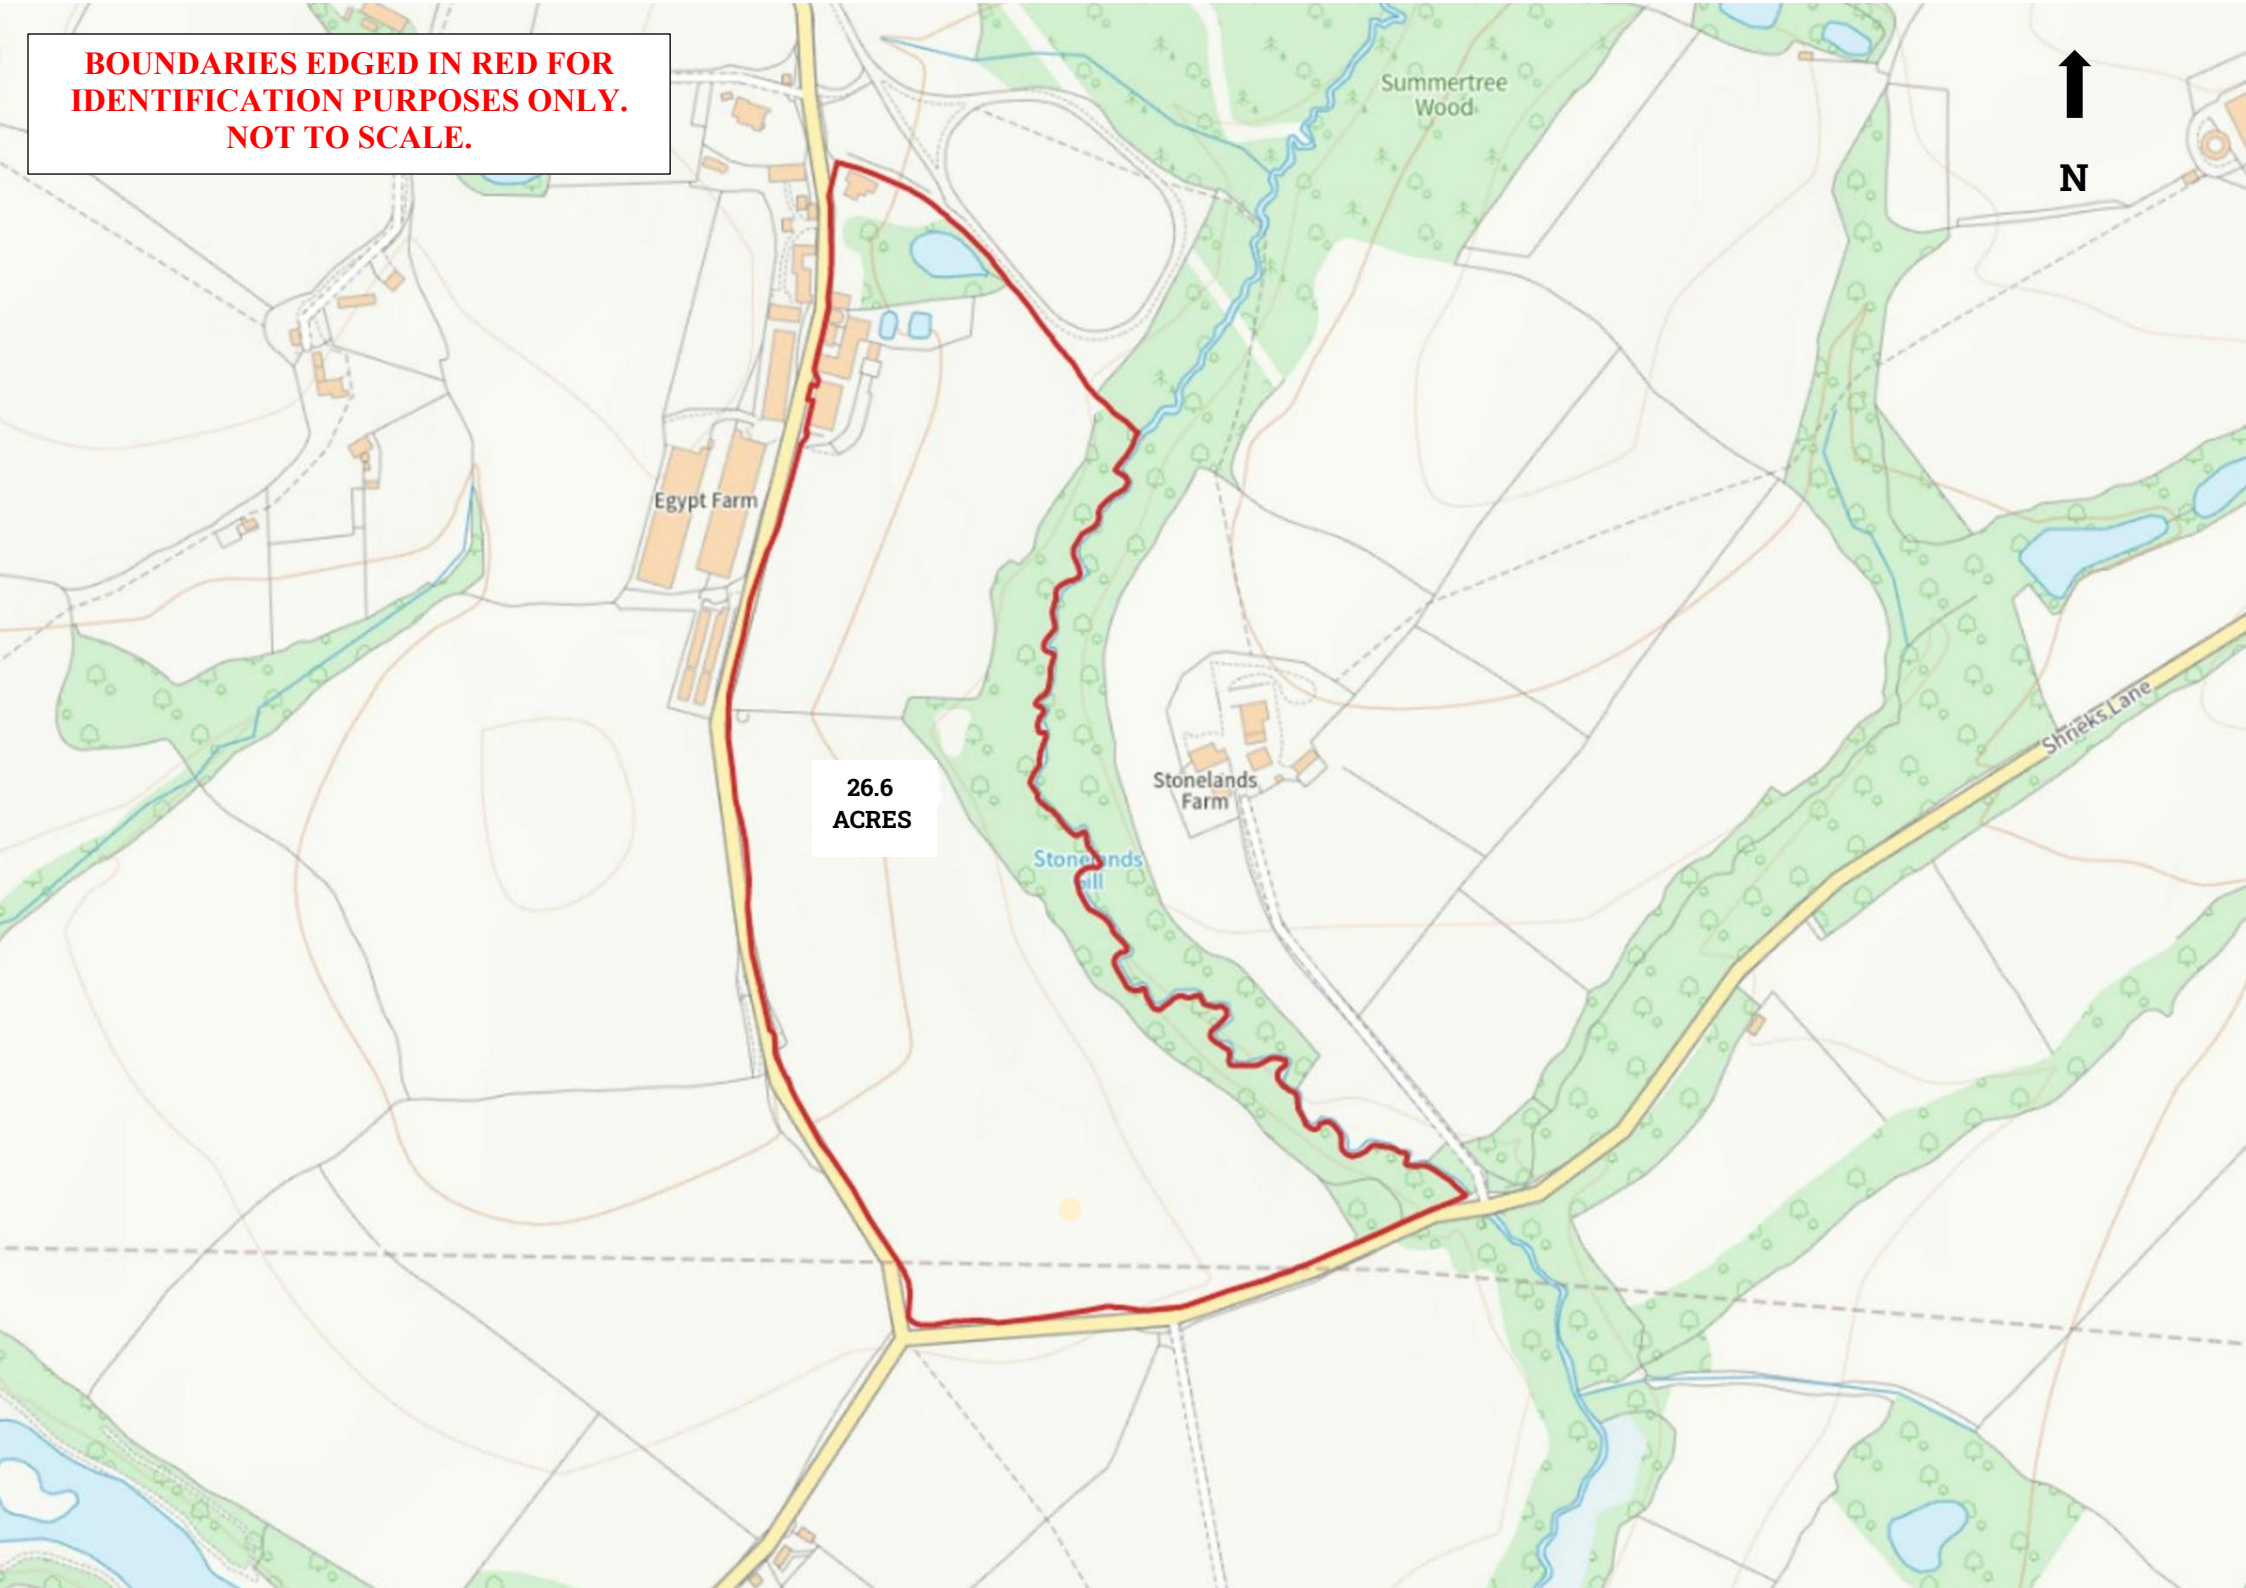 BOUNDARIES EDGED IN RED FOR
IDENTIFICATION PURPOSES ONLY.
NOT TO SCALE.
Summertree
Wood
N
Egypt Farm
Shrieks Lane
26.6
ACRES
Stonelands
Farm
Stonelands